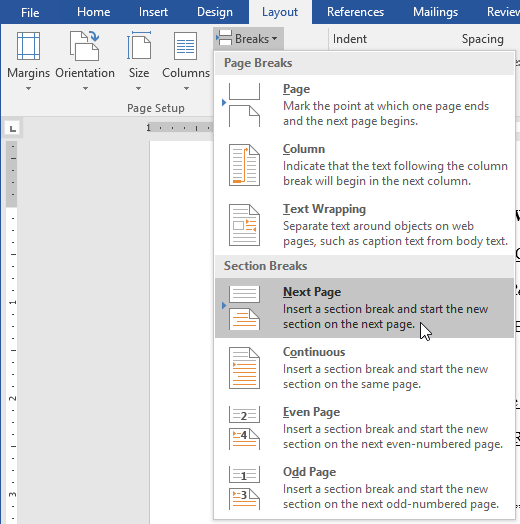 File Home Insert Design Layout References Mailings Review
Breaks Indent Spacing
Margins Orientation Size Columns
Page Setup
Page Breaks
Page
Mark the point at which one page ends
and the next page begins.
Column
Indicate that the text following the column
break will begin in the next column.
Text Wrapping
Separate text around objects on web
pages, such as caption text from body text.
Section Breaks
Next Page
Insert a section break and start the new
section on the next page.
Continuous
Insert a section break and start the new
section on the same page.
Even Page
Insert a section break and start the new
section on the next even-numbered page.
2
4
Odd Page
Insert a section break and start the new
section on the next odd-numbered page.
1
3
L
1
1
2
3